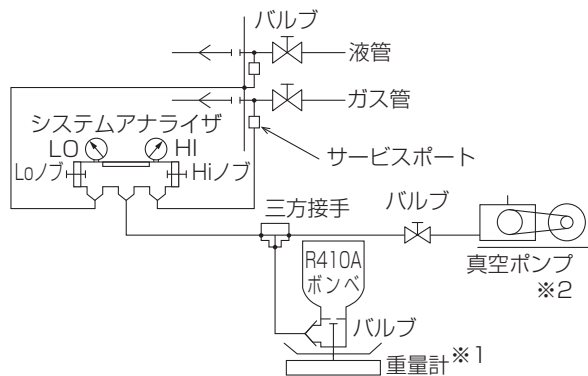 バルブ
液管
ガス管
システムアナライザ
LO
HI
Loノブ
Hiノブ
サービスポート
三方接手
バルブ
R410A
ボンベ
真空ポンプ
※2
バルブ
重量計※1